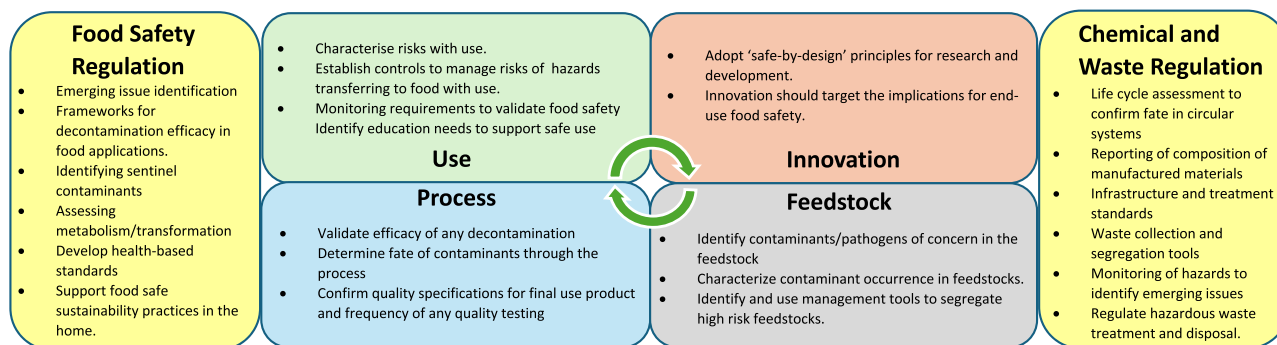 Food Safety
Regulation
• Emerging issue identification
• Frameworks for
decontamination efficacy in
food applications.
• Identifying sentinel
contaminants
• Assessing
metabolism/transformation
• Develop health-based
standards
• Support food safe
sustainability practices in the
home.
• Characterise risks with use.
• Establish controls to manage risks of hazards
transferring to food with use.
• Monitoring requirements to validate food safety
Identify education needs to support safe use
Use
• Adopt ‘safe-by-design’ principles for research and
development.
• Innovation should target the implications for end-
use food safety.
Innovation
Process
• Validate efficacy of any decontamination
• Determine fate of contaminants through the
process
• Confirm quality specifications for final use product
and frequency of any quality testing
Feedstock
• Identify contaminants/pathogens of concern in the
feedstock
• Characterize contaminant occurrence in feedstocks.
• Identify and use management tools to segregate
high risk feedstocks.
Chemical and
Waste Regulation
• Life cycle assessment to
confirm fate in circular
systems
• Reporting of composition of
manufactured materials
• Infrastructure and treatment
standards
• Waste collection and
segregation tools
• Monitoring of hazards to
identify emerging issues
• Regulate hazardous waste
treatment and disposal.